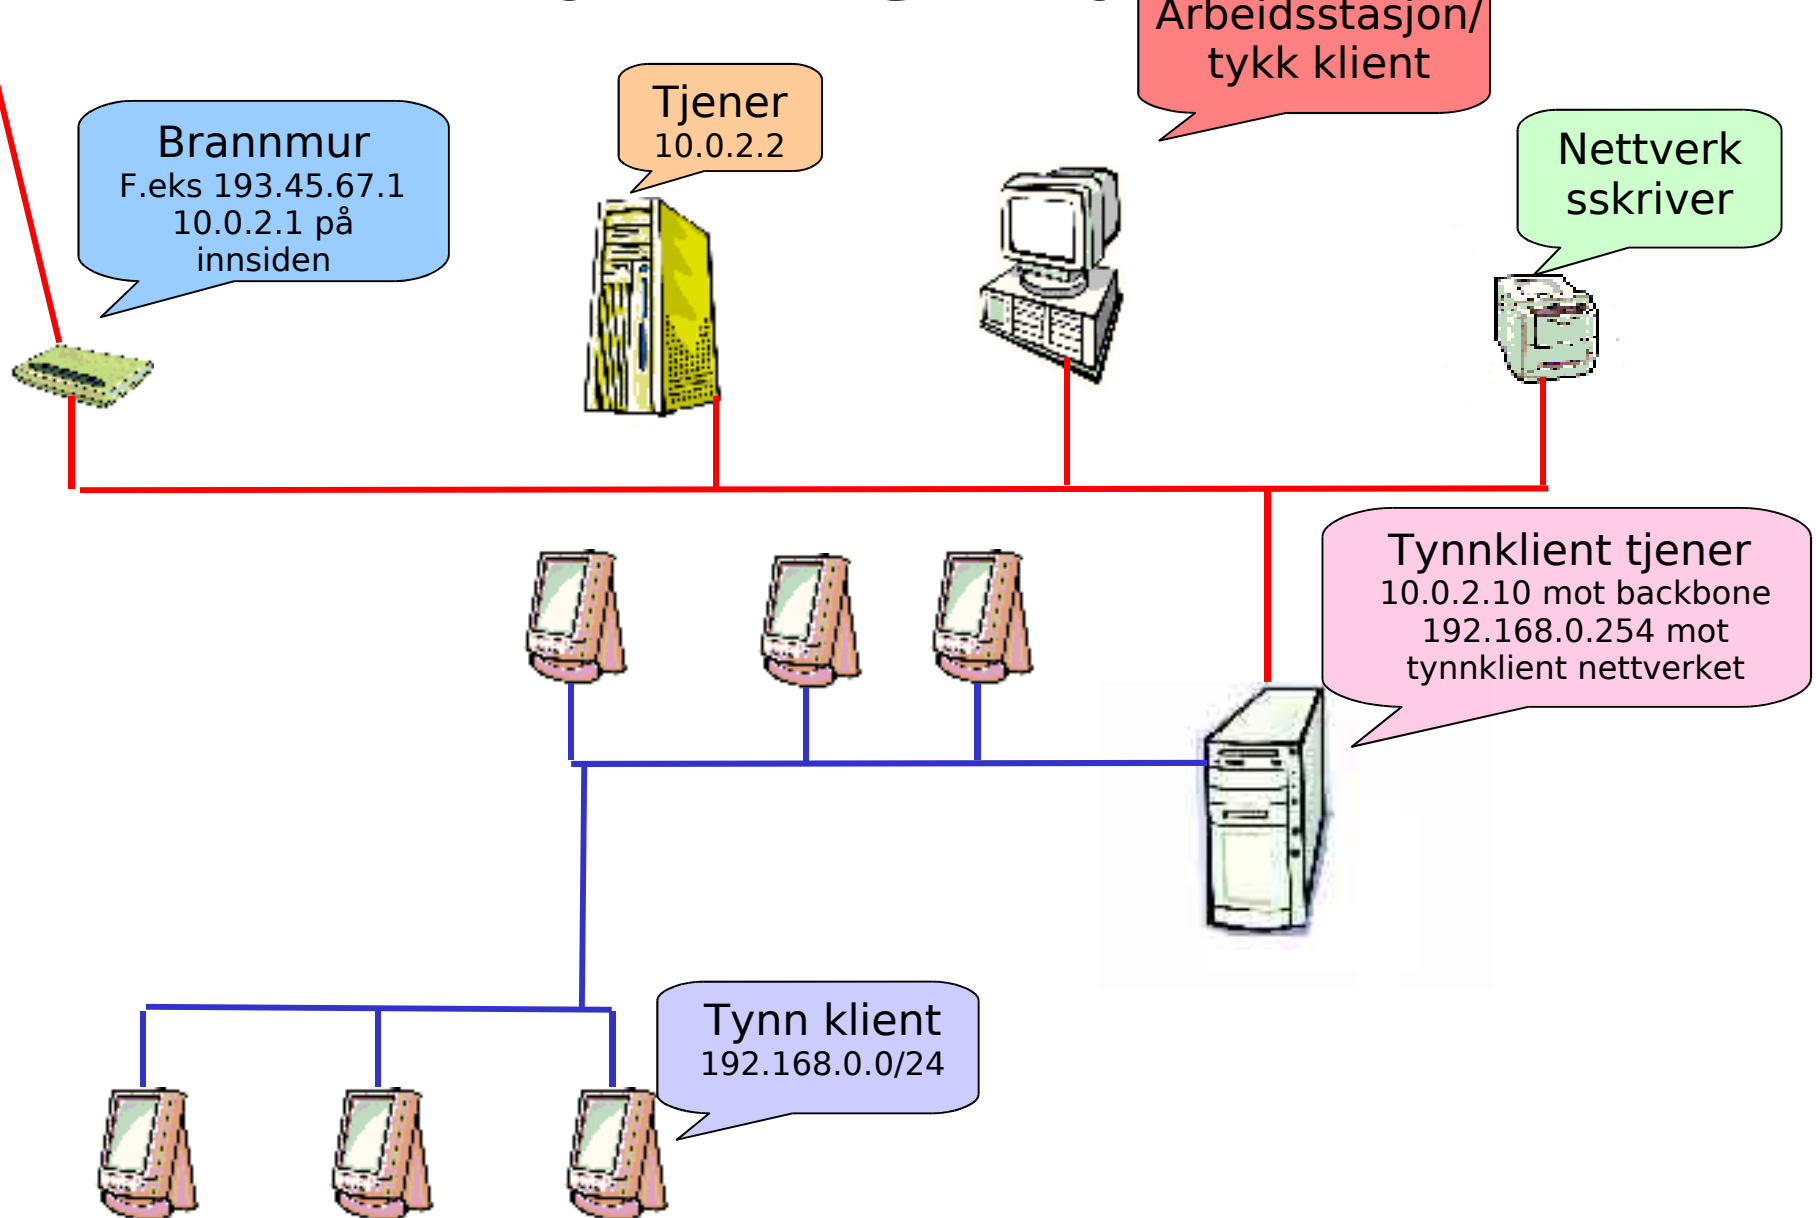 Arbeidsstasjon/
tykk klient
Brannmur
F.eks 193.45.67.1
10.0.2.1 på
innsiden
Tjener
10.0.2.2
Nettverk
sskriver
Tynnklient tjener
10.0.2.10 mot backbone
192.168.0.254 mot
tynnklient nettverket
Tynn klient
192.168.0.0/24